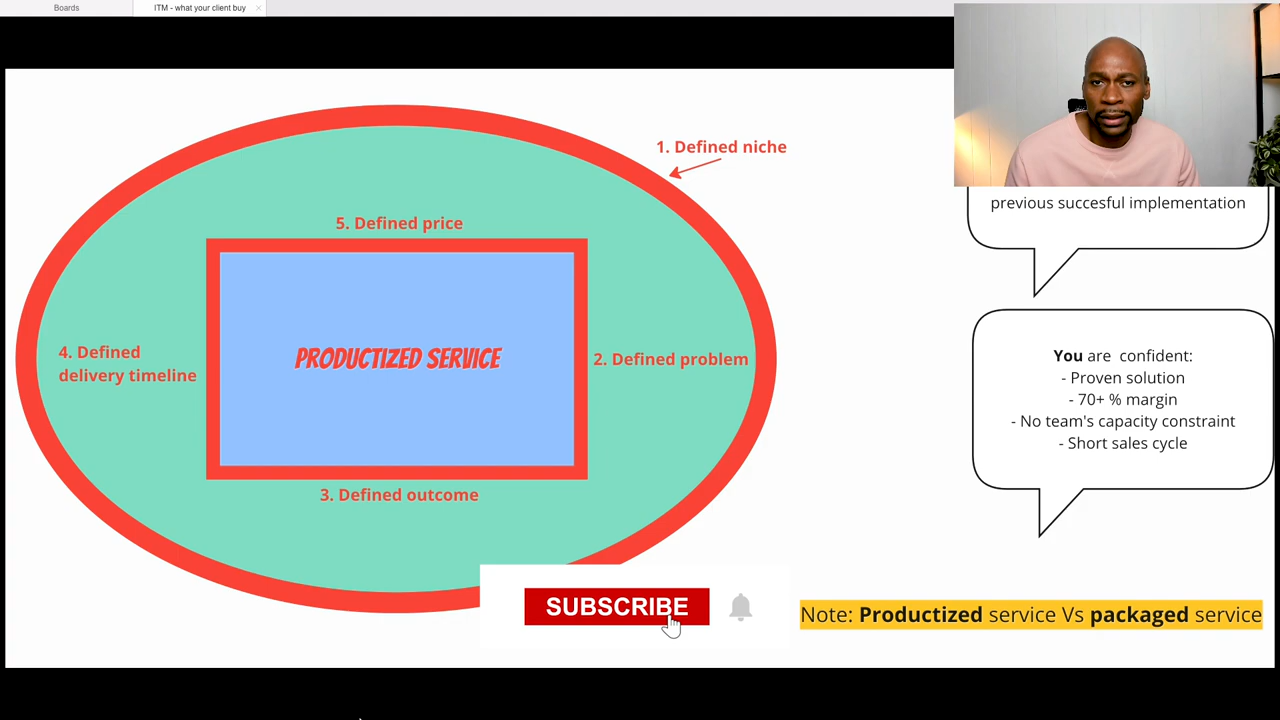 Boards
ITM - what your client buy
1. Defined niche
5. Defined price
4. Defined
delivery timeline
PRODUCTIZED SERVICE
2. Defined problem
3. Defined outcome
previous succesful implementation
You are confident:
- Proven solution
- 70+ % margin
- No team's capacity constraint
- Short sales cycle
SUBSCRIBE
Note: Productized service Vs packaged service